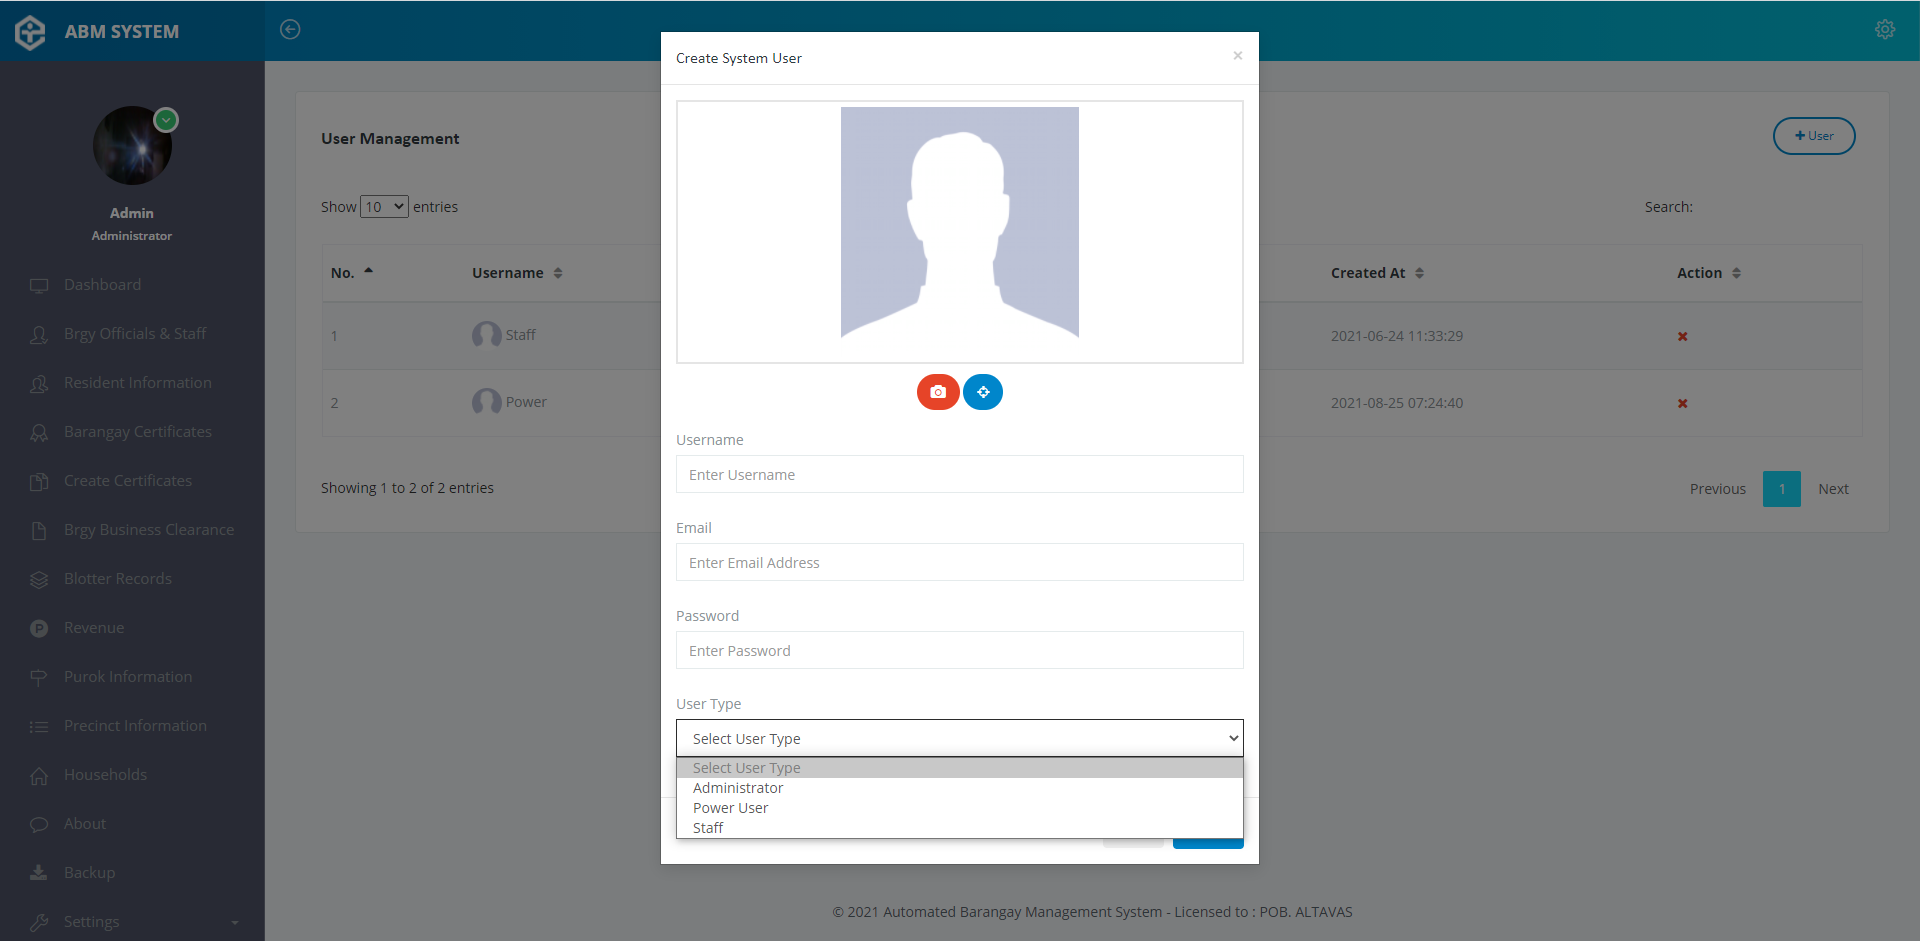 ABM SYSTEM
Admin
Administrator
Dashboard
Brgy Officials & Staff
Resident Information
Barangay Certificates
Create Certificates
Brgy Business Clearance
Blotter Records
Revenue
Purok Information
Precinct Information
Households
About
Backup
Settings
User Management
User
Show 10 entries
Search:
No. Username Created At Action
1 Staff 2021-06-24 11:33:29
2 Power 2021-08-25 07:24:40
Showing 1 to 2 of 2 entries
Previous 1 Next
Create System User
×
Username
Enter Username
Email
Enter Email Address
Password
Enter Password
User Type
Select User Type
Select User Type
Administrator
Power User
Staff
© 2021 Automated Barangay Management System - Licensed to : POB. ALTAVAS